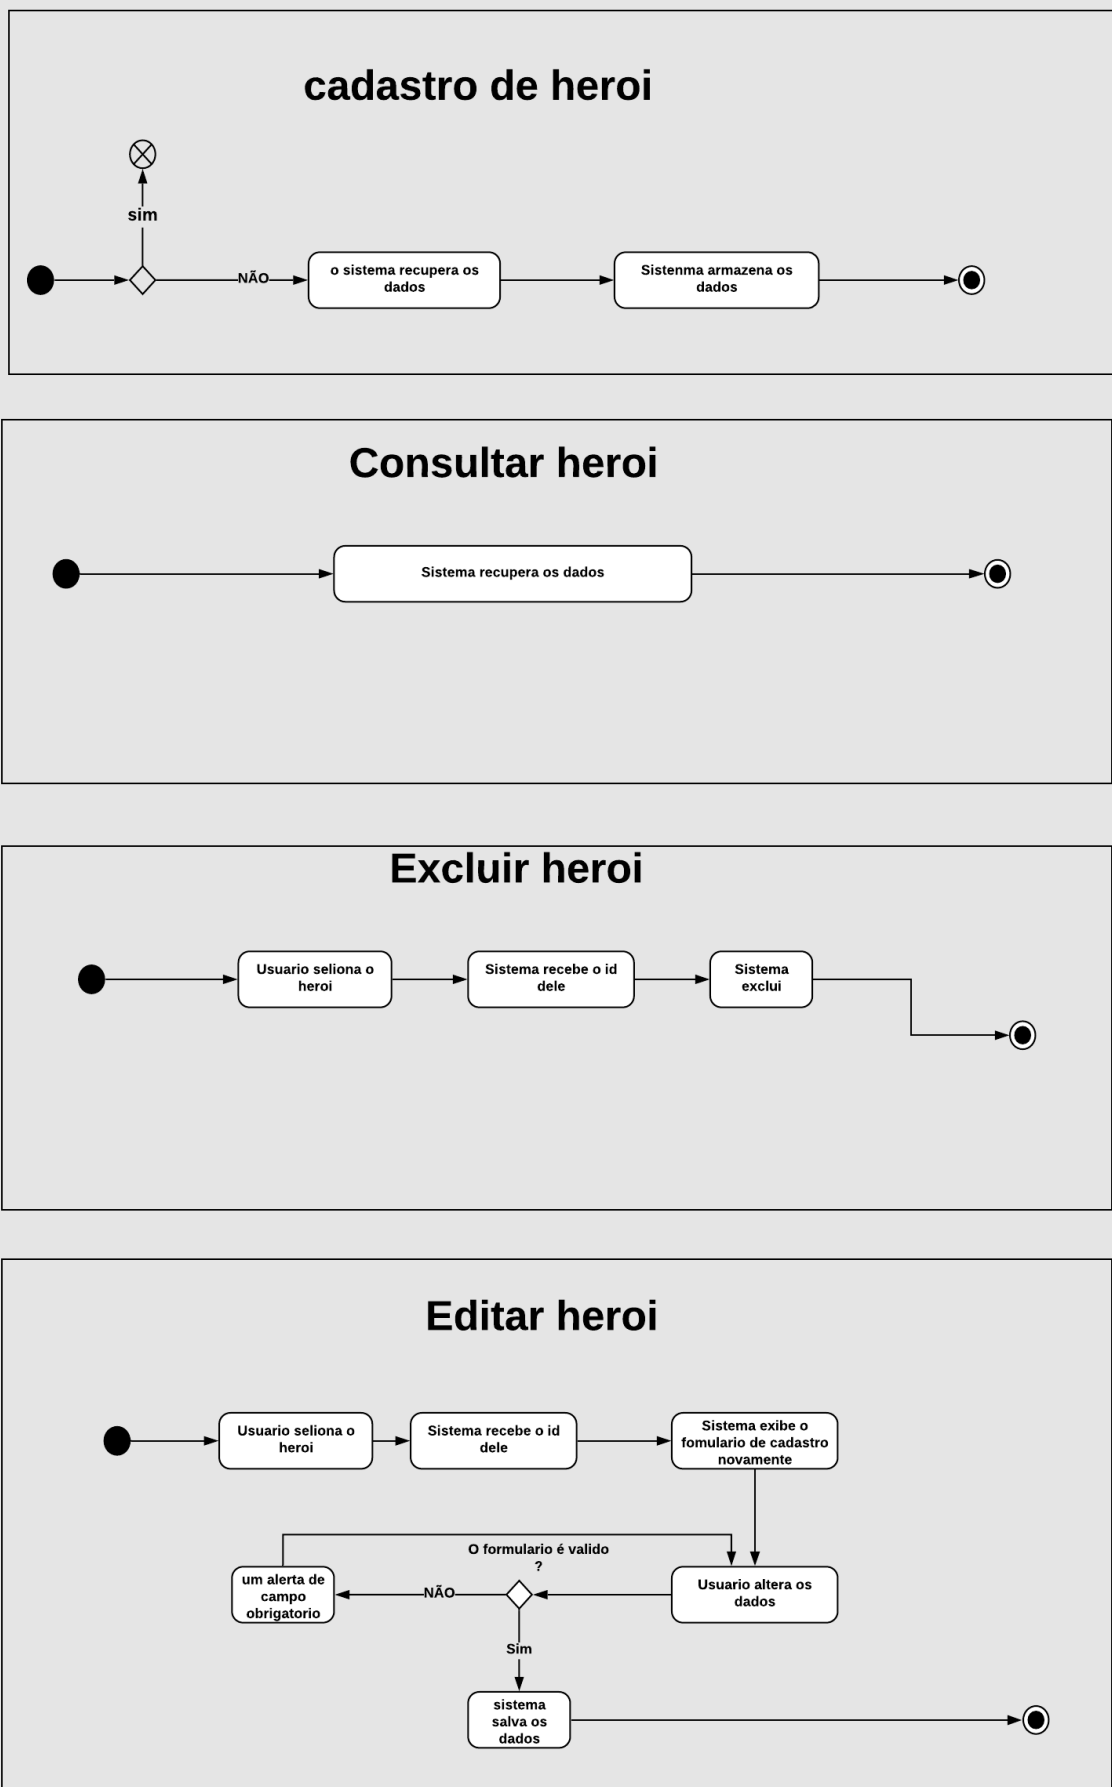 cadastro de heroi
sim
NÃO
o sistema recupera os
dados
Sistenma armazena os
dados
Consultar heroi
Sistema recupera os dados
Excluir heroi
Usuario seliona o
heroi
Sistema recebe o id
dele
Sistema
exclui
Editar heroi
Usuario seliona o
heroi
Sistema recebe o id
dele
Sistema exibe o
fomulario de cadastro
novamente
O formulario é valido
?
um alerta de
campo
obrigatorio
NÃO
Usuario altera os
dados
Sim
sistema
salva os
dados